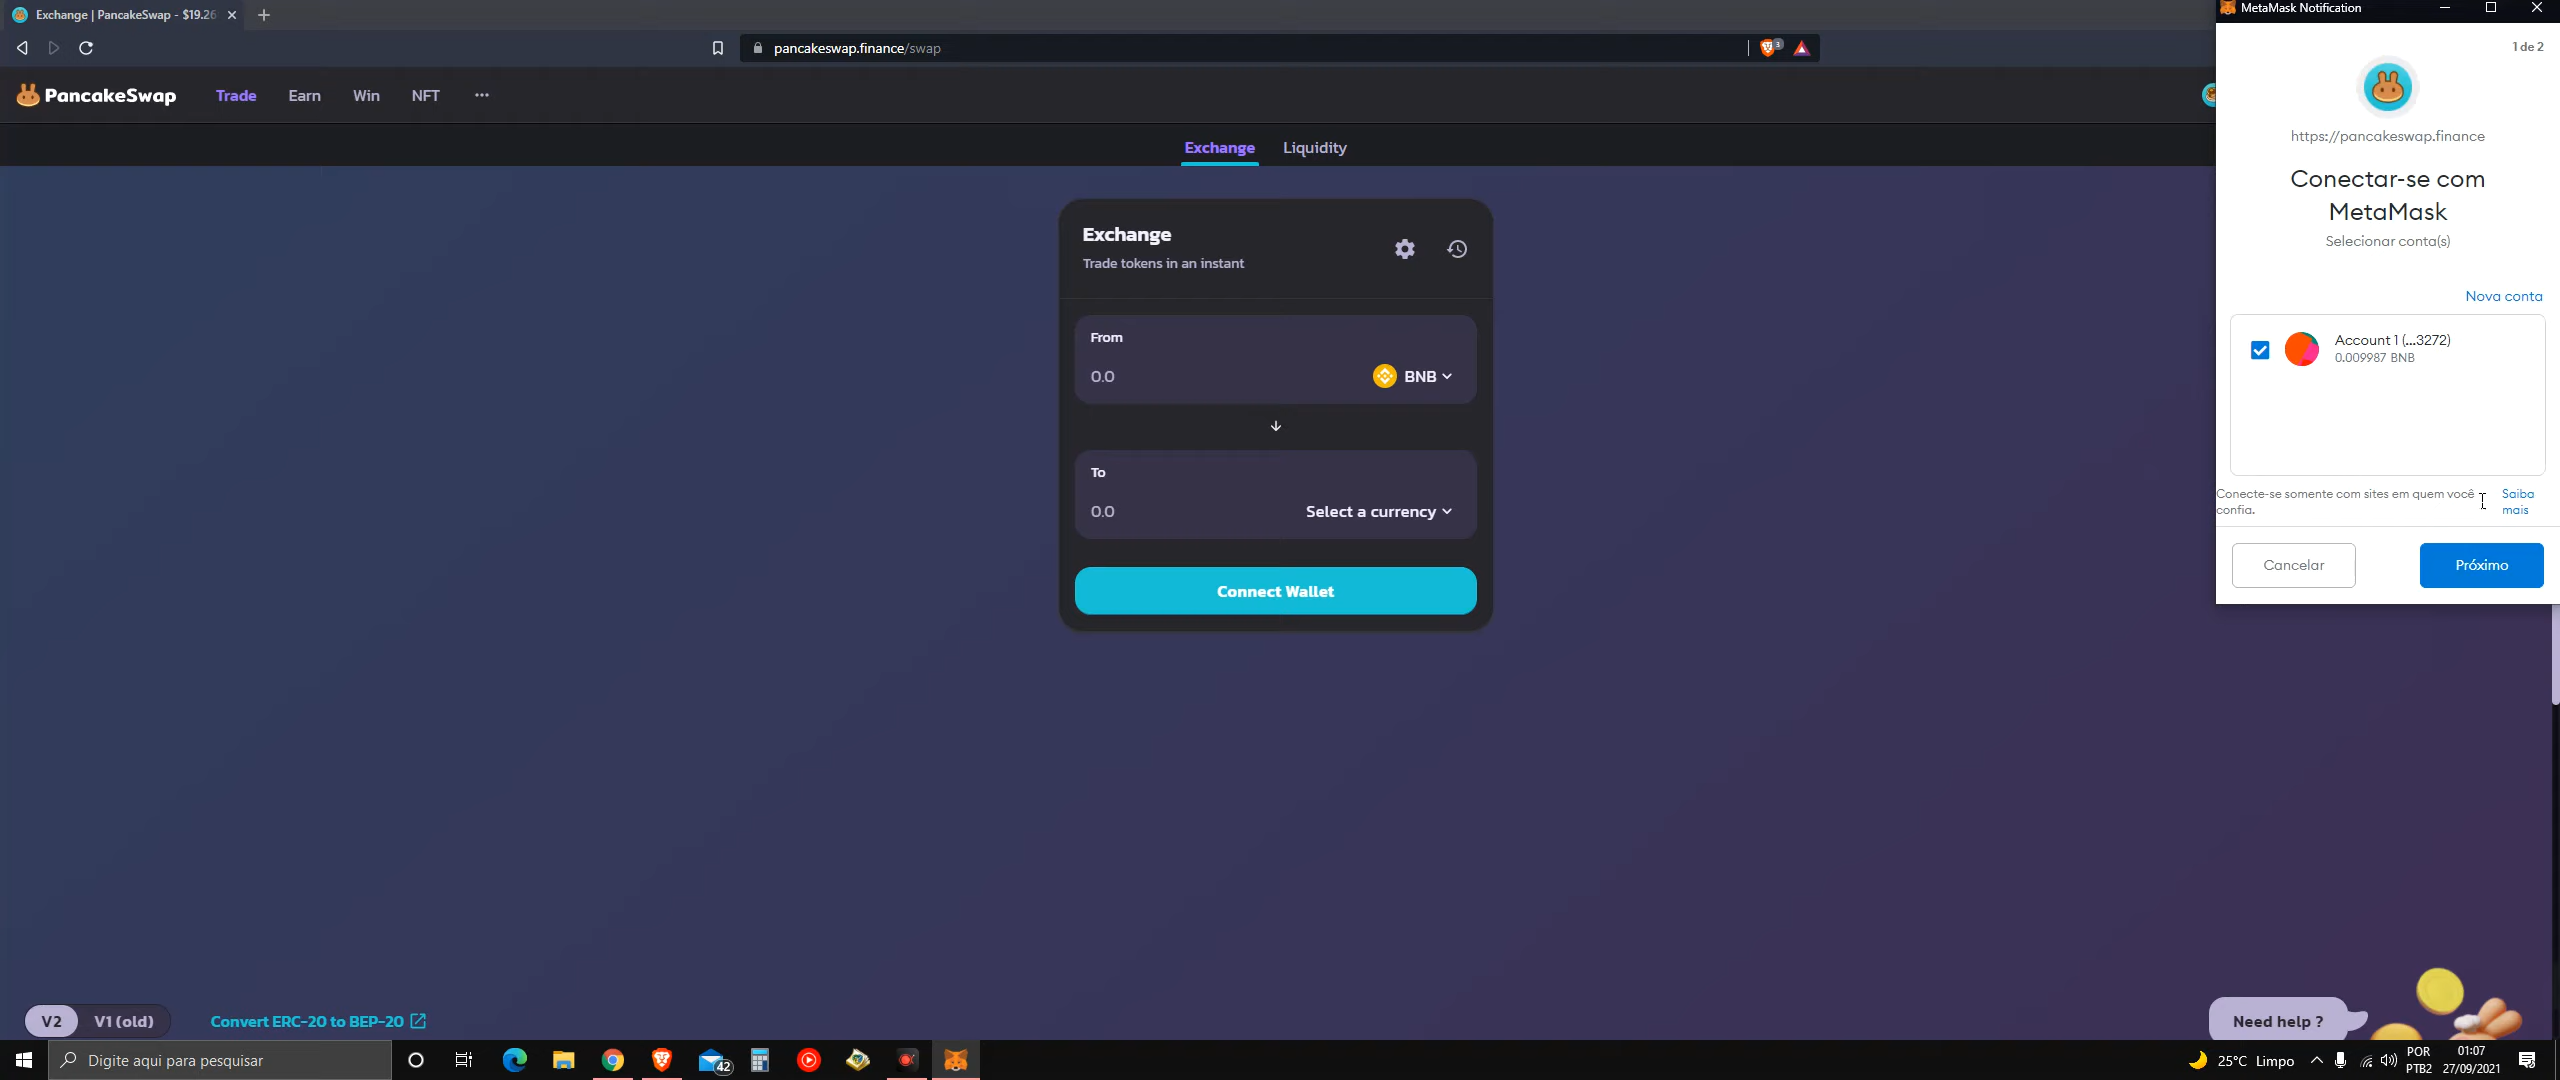 Exchange | PancakeSwap - $19.26
MetaMask Notification
pancakeswap.finance/swap
3
1 de 2
PancakeSwap
Trade
Earn
Win
NFT
https://pancakeswap.finance
Exchange
Liquidity
Conectar-se com
MetaMask
Selecionar conta(s)
Nova conta
Account 1 (...3272)
0.009987 BNB
Conecte-se somente com sites em quem você
confia.
Saiba
mais
Cancelar
Próximo
Exchange
Trade tokens in an instant
From
0.0
BNB
To
0.0
Select a currency
Connect Wallet
V2
V1 (old)
Convert ERC-20 to BEP-20
Need help ?
Digite aqui para pesquisar
42
25°C Limpo
POR
PTB2
01:07
27/09/2021